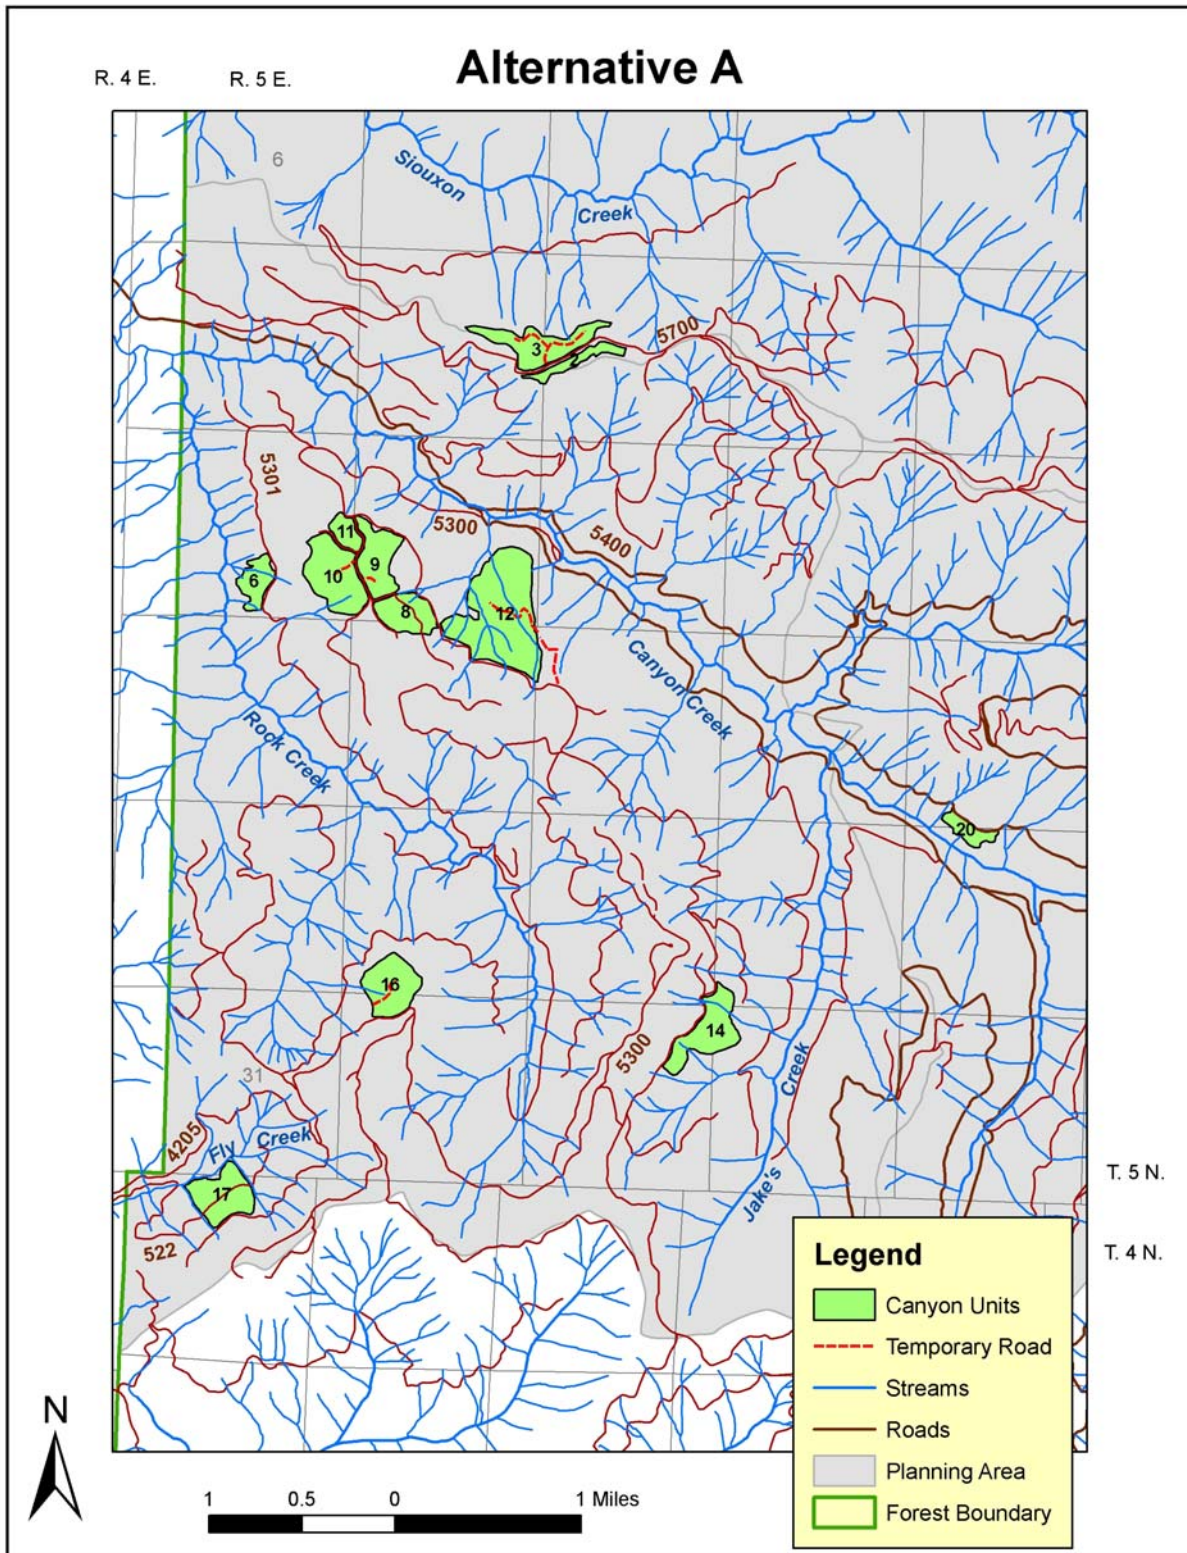 Alternative A
R. 4 E.
R. 5 E.
6
Siouxon
Creek
3
5700
5301
11
5300
5400
9
10
6
8
12
Canyon Creek
Rock Creek
20
16
14
5300
31
Creek
4205
Fly Creek
17
Jake's
T. 5 N.
522
T. 4 N.
Legend
Canyon Units
Temporary Road
Streams
Roads
Planning Area
Forest Boundary
N
1 0.5 0 1 Miles